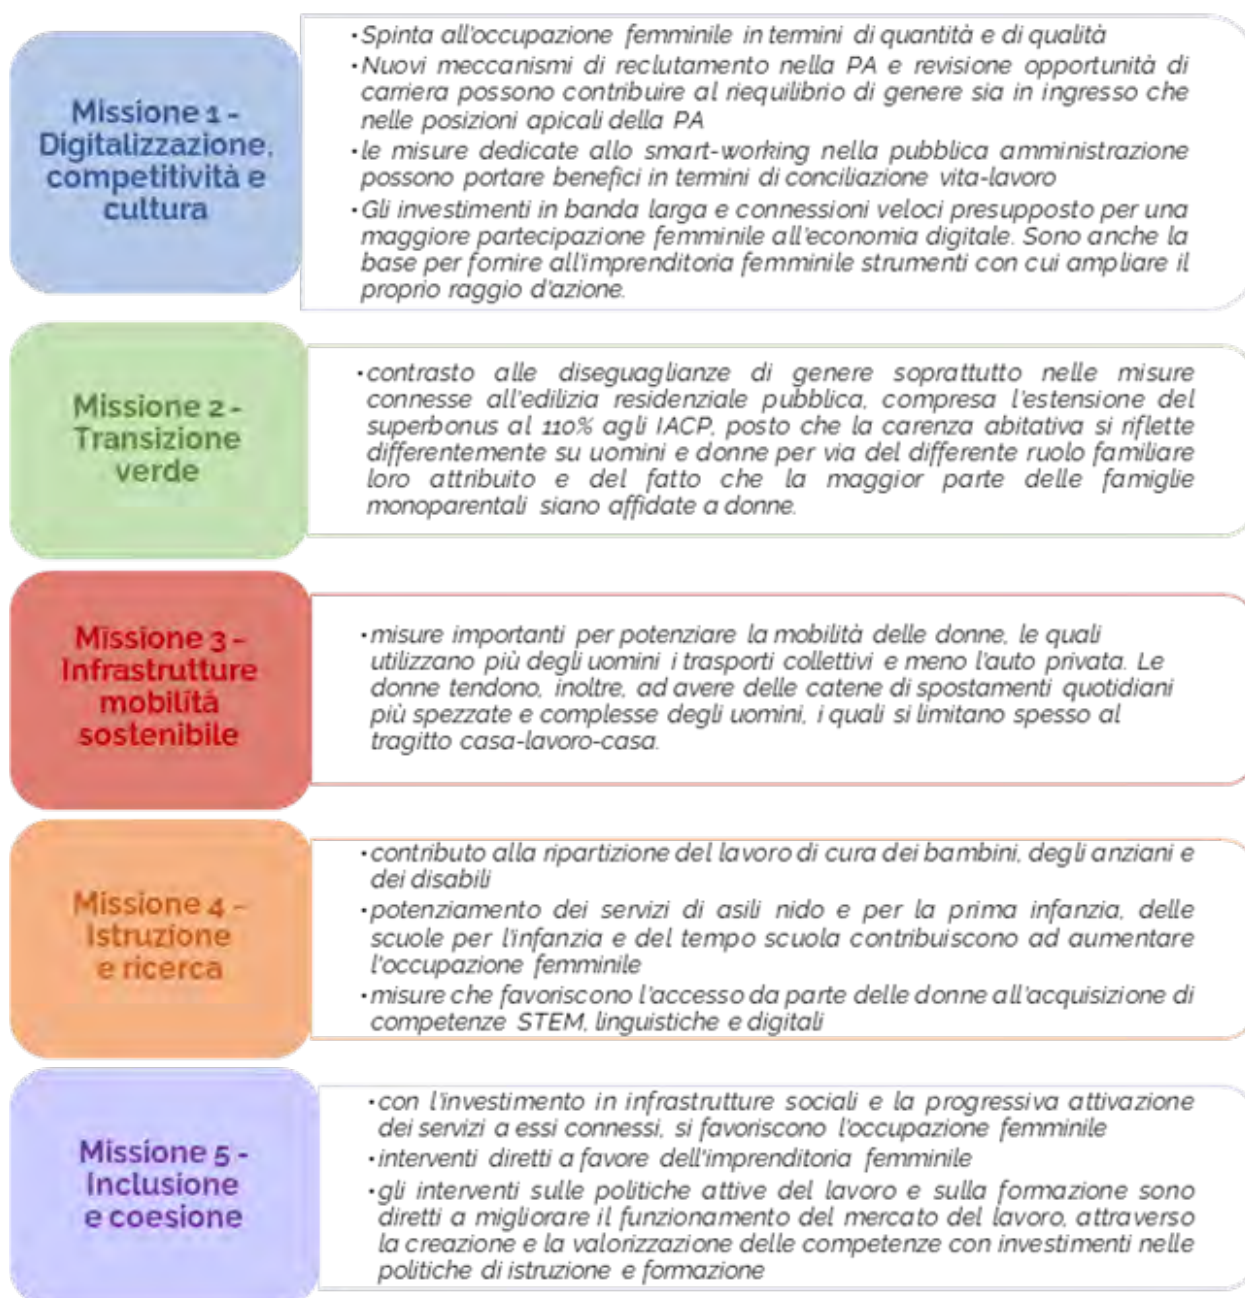 Missione 1 -
Digitalizzazione,
competitività e
cultura
•Spinta all'occupazione femminile in termini di quantità e di qualità
•Nuovi meccanismi di reclutamento nella PA e revisione opportunità di
carriera possono contribuire al riequilibrio di genere sia in ingresso che
nelle posizioni apicali della PA
•le misure dedicate allo smart-working nella pubblica amministrazione
possono portare benefici in termini di conciliazione vita-lavoro
•Gli investimenti in banda larga e connessioni veloci presupposto per una
maggiore partecipazione femminile all'economia digitale. Sono anche la
base per fornire all'imprenditoria femminile strumenti con cui ampliare il
proprio raggio d'azione.
Missione 2 -
Transizione
verde
•contrasto alle diseguaglianze di genere soprattutto nelle misure
connesse all'edilizia residenziale pubblica, compresa l'estensione del
superbonus al 110% agli IACP, posto che la carenza abitativa si riflette
differentemente su uomini e donne per via del differente ruolo familiare
loro attribuito e del fatto che la maggior parte delle famiglie
monoparentali siano affidate a donne.
Missione 3 -
Infrastrutture
mobilità
sostenibile
•misure importanti per potenziare la mobilità delle donne, le quali
utilizzano più degli uomini i trasporti collettivi e meno l'auto privata. Le
donne tendono, inoltre, ad avere delle catene di spostamenti quotidiani
più spezzate e complesse degli uomini, i quali si limitano spesso al
tragitto casa-lavoro-casa.
Missione 4 -
Istruzione
e ricerca
•contributo alla ripartizione del lavoro di cura dei bambini, degli anziani e
dei disabili
•potenziamento dei servizi di asili nido e per la prima infanzia, delle
scuole per l'infanzia e del tempo scuola contribuiscono ad aumentare
l'occupazione femminile
•misure che favoriscono l'accesso da parte delle donne all'acquisizione di
competenze STEM, linguistiche e digitali
Missione 5 -
Inclusione
e coesione
•con l'investimento in infrastrutture sociali e la progressiva attivazione
dei servizi a essi connessi, si favoriscono l'occupazione femminile
•interventi diretti a favore dell'imprenditoria femminile
•gli interventi sulle politiche attive del lavoro e sulla formazione sono
diretti a migliorare il funzionamento del mercato del lavoro, attraverso
la creazione e la valorizzazione delle competenze con investimenti nelle
politiche di istruzione e formazione